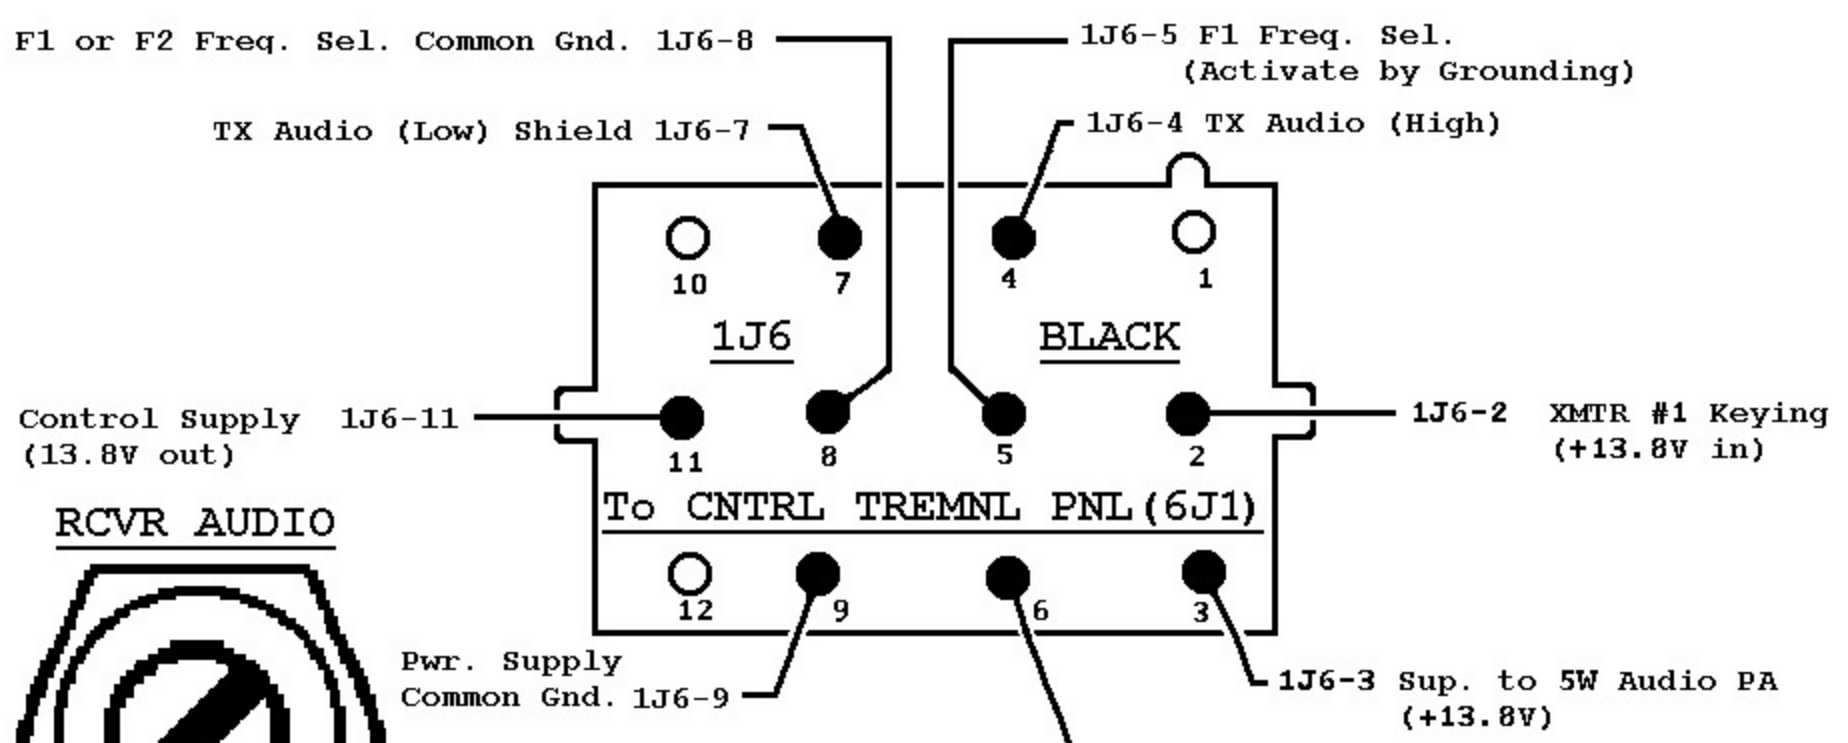 F1 or F2 Freq. Sel. Common Gnd. 1J6-8
1J6-5 F1 Freq. Sel.
(Activate by Grounding)
TX Audio (Low) Shield 1J6-7
1J6-4 TX Audio (High)
10
7
4
1
1J6
BLACK
Control Supply 1J6-11
(13.8V out)
1J6-2 XMTR #1 Keying
(+13.8V in)
11
8
5
2
To CNTRL TREMNL PNL(6J1)
RCVR AUDIO
12
9
6
3
Pwr. Supply
Common Gnd. 1J6-9
1J6-3 Sup. to 5W Audio PA
(+13.8V)